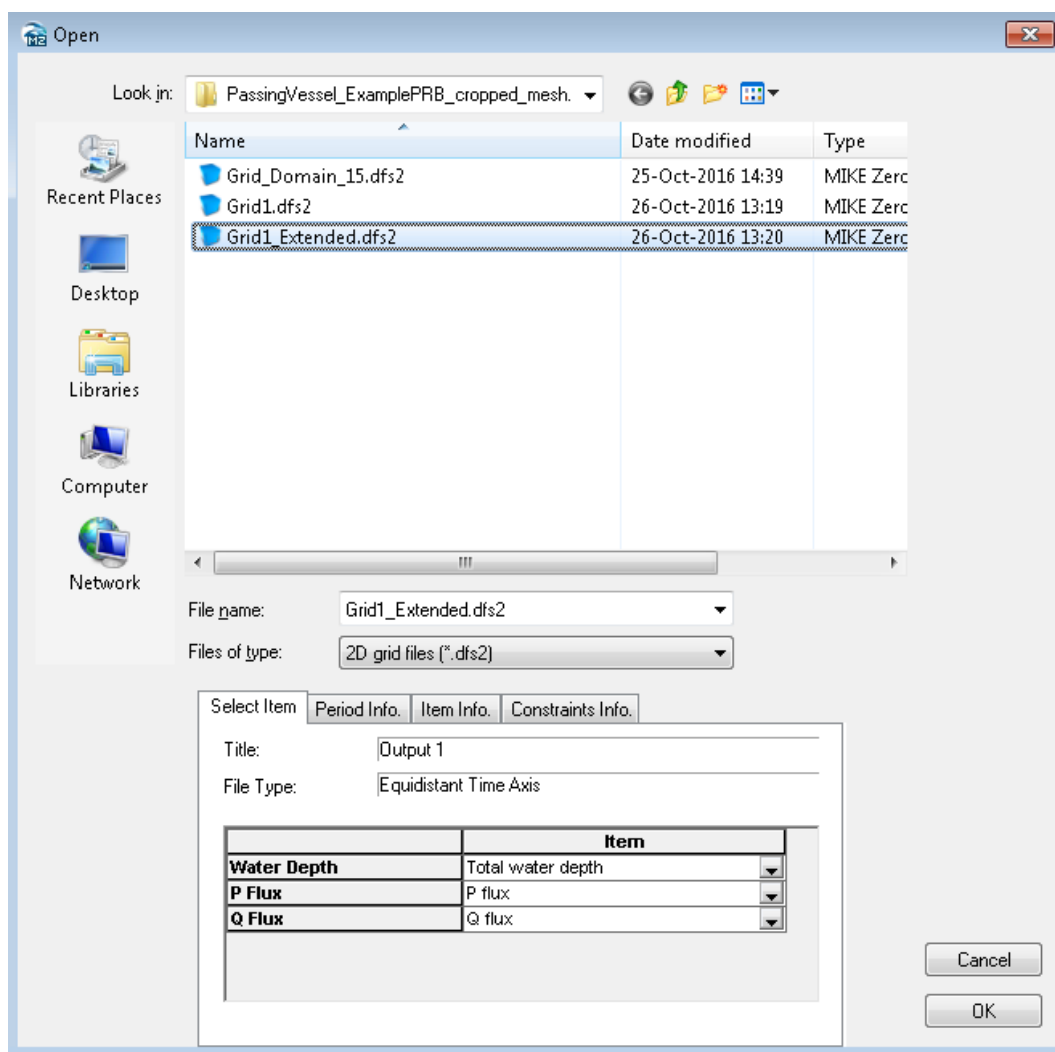 Open
Look in: PassingVessel_ExamplePRB_cropped_mesh.
Name Date modified Type
Grid_Domain_15.dfs2 25-Oct-2016 14:39 MIKE Zero
Grid1.dfs2 26-Oct-2016 13:19 MIKE Zero
Grid1_Extended.dfs2 26-Oct-2016 13:20 MIKE Zero
Recent Places
Desktop
Libraries
Computer
Network
File name: Grid1_Extended.dfs2
Files of type: 2D grid files (*.dfs2)
Select Item Period Info. Item Info. Constraints Info.
Title: Output 1
File Type: Equidistant Time Axis
Item
Water Depth Total water depth
P Flux P flux
Q Flux Q flux
Cancel
OK